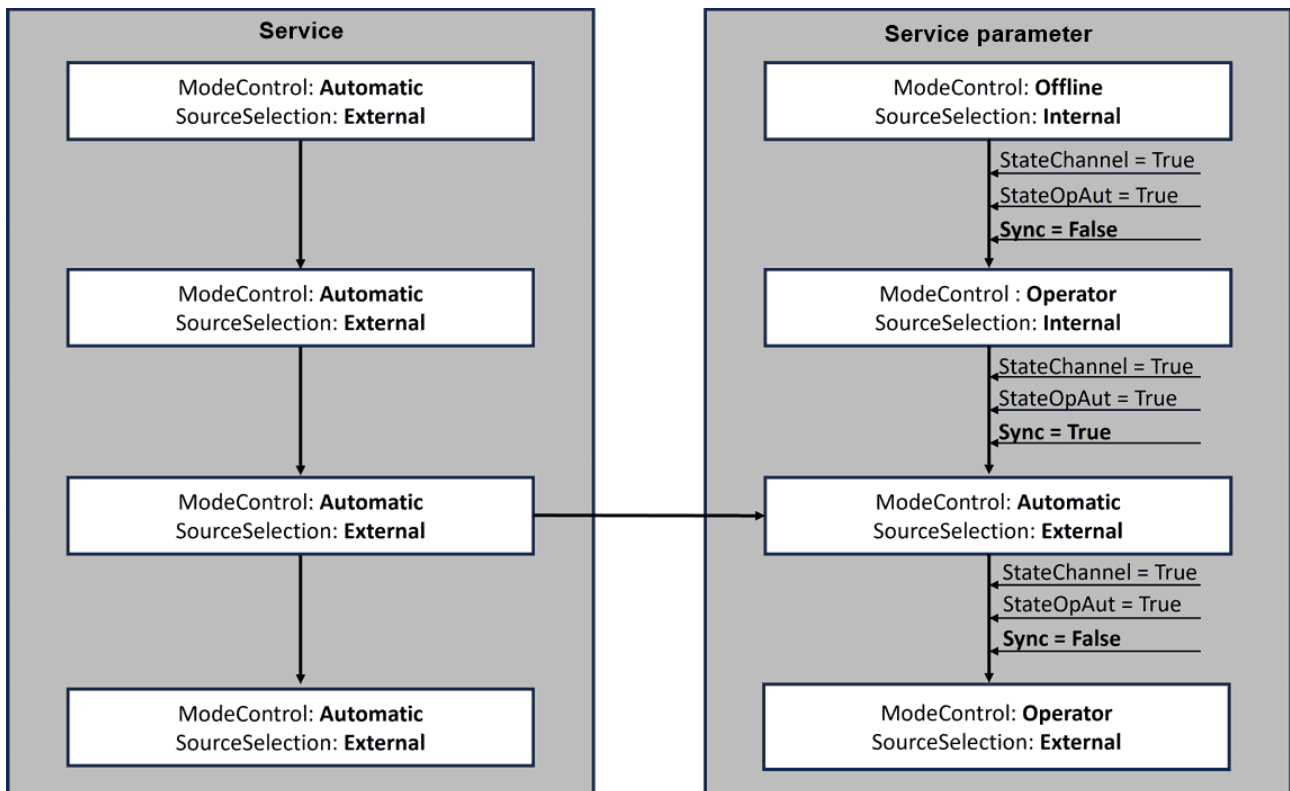 Service
ModeControl: Automatic
SourceSelection: External
ModeControl: Automatic
SourceSelection: External
ModeControl: Automatic
SourceSelection: External
ModeControl: Automatic
SourceSelection: External
Service parameter
ModeControl: Offline
SourceSelection: Internal
StateChannel = True
StateOpAut = True
Sync = False
ModeControl : Operator
SourceSelection: Internal
StateChannel = True
StateOpAut = True
Sync = True
ModeControl: Automatic
SourceSelection: External
StateChannel = True
StateOpAut = True
Sync = False
ModeControl: Operator
SourceSelection: External